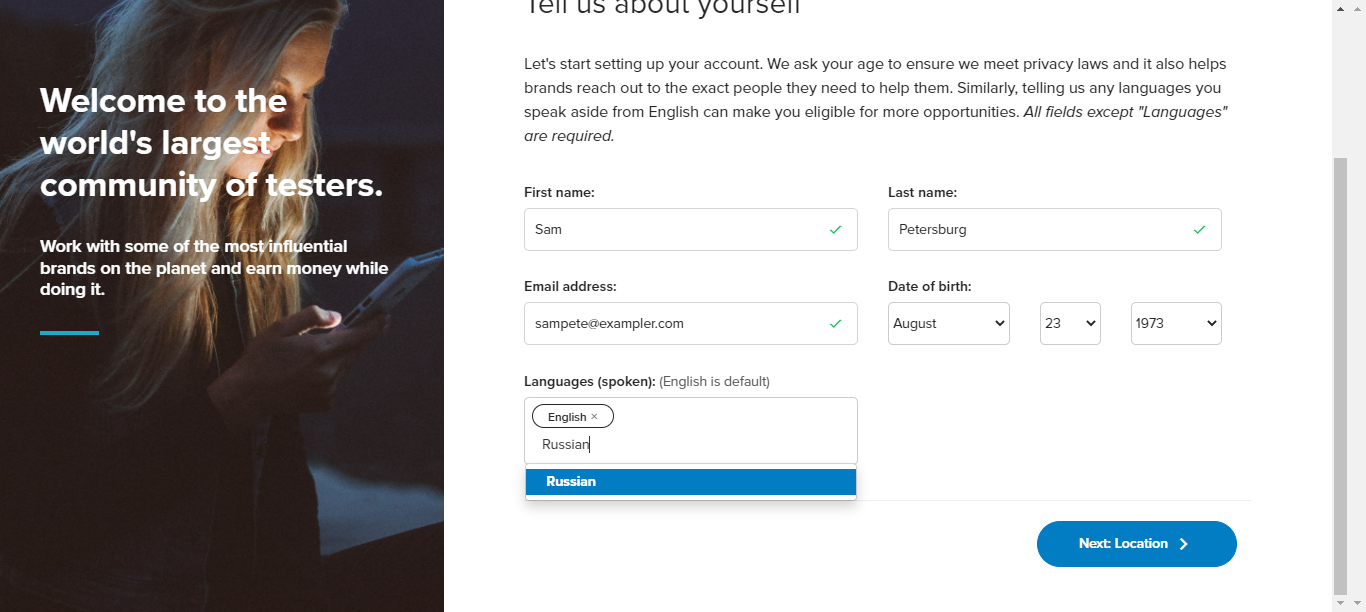 Tell us about yourself
Welcome to the
world's largest
community of testers.
Work with some of the most influential
brands on the planet and earn money while
doing it.
Let's start setting up your account. We ask your age to ensure we meet privacy laws and it also helps
brands reach out to the exact people they need to help them. Similarly, telling us any languages you
speak aside from English can make you eligible for more opportunities. All fields except "Languages"
are required.
First name:
Last name:
Sam
Petersburg
Email address:
Date of birth:
sampete@exampler.com
August
23
1973
Languages (spoken): (English is default)
English ×
Russian
Russian
Next: Location